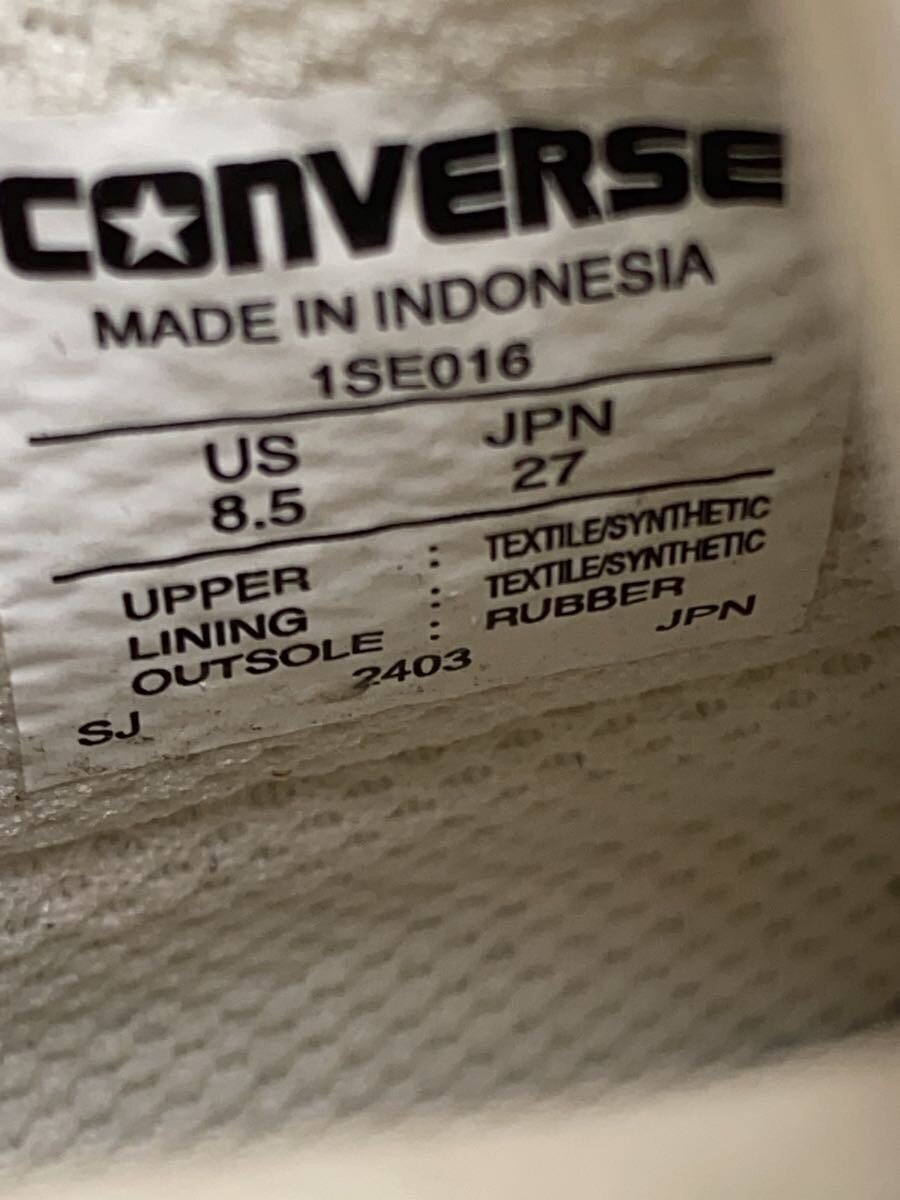 CONVERSE
MADE IN INDONESIA
1SE016
US JPN
8.5 27
UPPER : TEXTILE/SYNTHETIC
LINING : TEXTILE/SYNTHETIC
OUTSOLE : RUBBER
SJ 2403 JPN